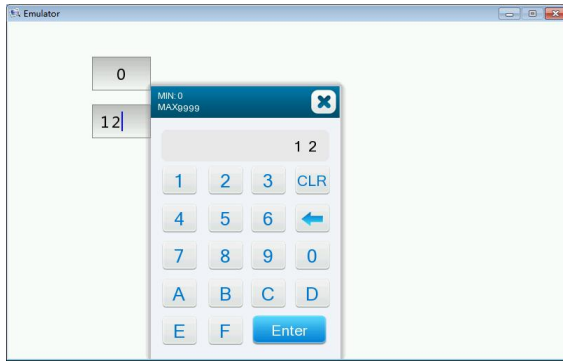 Emulator
0
12
MIN:0
MAX9999
1 2
1 2 3 CLR
4 5 6
7 8 9 0
A B C D
E F Enter